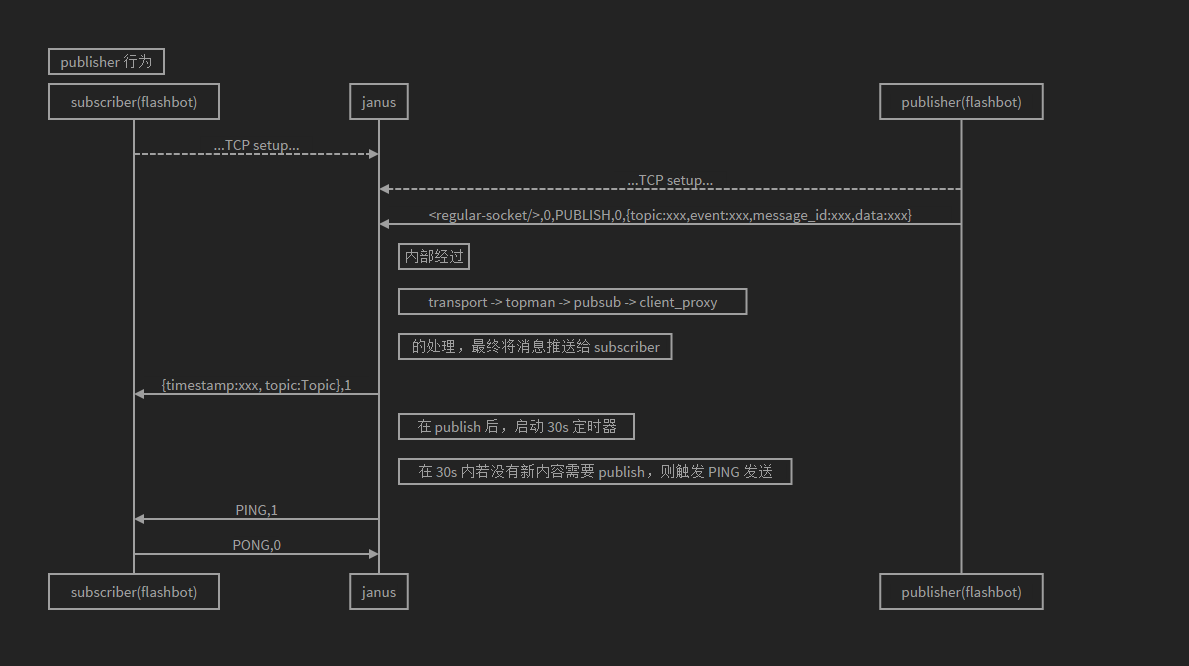 publisher 行为
subscriber(flashbot)
janus
publisher(flashbot)
...TCP setup...
...TCP setup...
<regular-socket/>,0,PUBLISH,0,{topic:xxx,event:xxx,message_id:xxx,data:xxx}
内部经过
transport -> topman -> pubsub -> client_proxy
的处理，最终将消息推送给 subscriber
{timestamp:xxx, topic:Topic},1
在 publish 后，启动 30s 定时器
在 30s 内若没有新内容需要 publish，则触发 PING 发送
PING,1
PONG,0
subscriber(flashbot)
janus
publisher(flashbot)